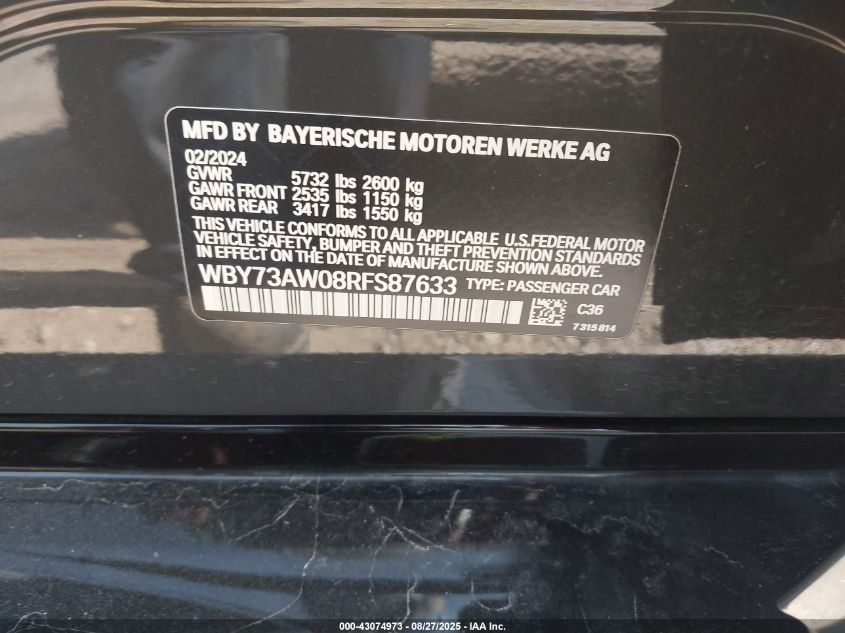 MFD BY BAYERISCHE MOTOREN WERKE AG
02/2024
GVWR 5732 lbs 2600 kg
GAWR FRONT 2535 lbs 1150 kg
GAWR REAR 3417 lbs 1550 kg
THIS VEHICLE CONFORMS TO ALL APPLICABLE U.S.FEDERAL MOTOR
VEHICLE SAFETY, BUMPER AND THEFT PREVENTION STANDARDS
IN EFFECT ON THE DATE OF MANUFACTURE SHOWN ABOVE.
WBY73AW08RFS87633 TYPE: PASSENGER CAR
C36
7 315 814
000-43074973 - 08/27/2025 - IAA Inc.